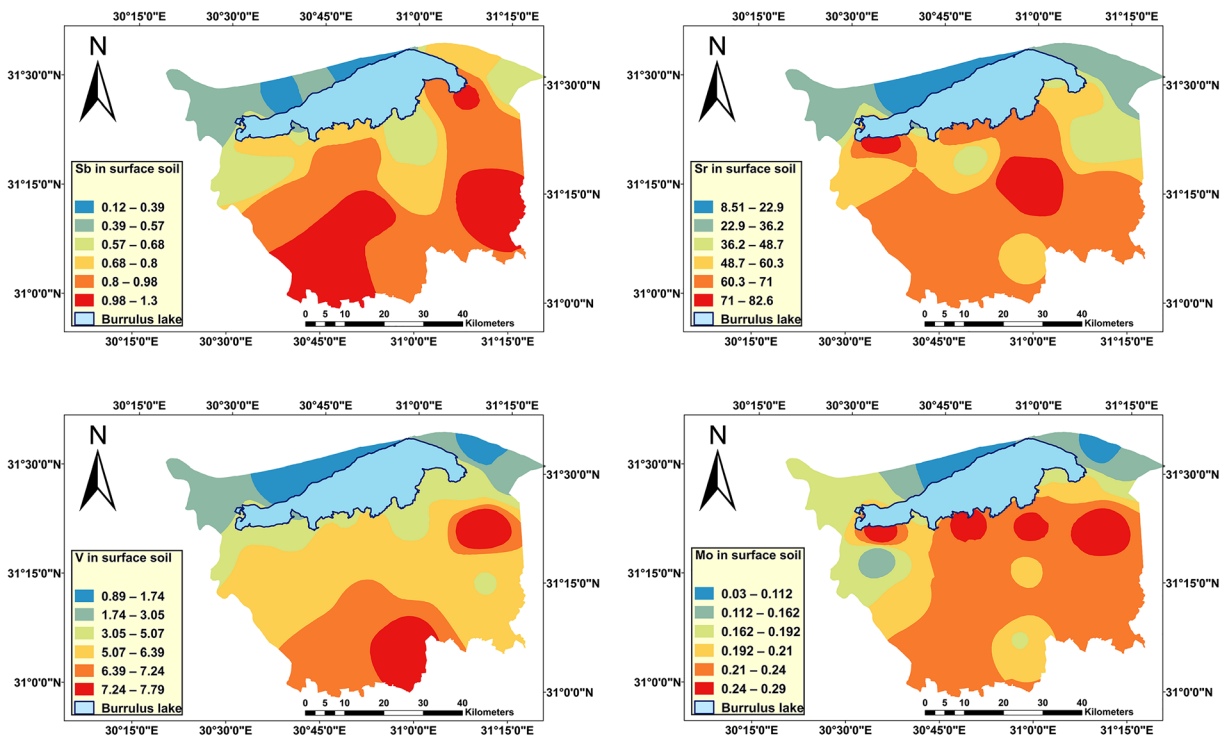 30°15'0"E 30°30'0"E 30°45'0"E 31°0'0"E 31°15'0"E
N
31°30'0"N 31°30'0"N
Sb in surface soil
31°15'0"N 31°15'0"N
0.12 – 0.39
0.39 – 0.57
0.57 – 0.68
0.68 – 0.8
0.8 – 0.98
0.98 – 1.3
Burrulus lake
31°0'0"N 31°0'0"N
0 5 10 20 30 40
Kilometers
30°15'0"E 30°30'0"E 30°45'0"E 31°0'0"E 31°15'0"E
30°15'0"E 30°30'0"E 30°45'0"E 31°0'0"E 31°15'0"E
N
31°30'0"N 31°30'0"N
Sr in surface soil
31°15'0"N 31°15'0"N
8.51 – 22.9
22.9 – 36.2
36.2 – 48.7
48.7 – 60.3
60.3 – 71
71 – 82.6
Burrulus lake
31°0'0"N 31°0'0"N
0 5 10 20 30 40
Kilometers
30°15'0"E 30°30'0"E 30°45'0"E 31°0'0"E 31°15'0"E
30°15'0"E 30°30'0"E 30°45'0"E 31°0'0"E 31°15'0"E
N
31°30'0"N 31°30'0"N
V in surface soil
31°15'0"N 31°15'0"N
0.89 – 1.74
1.74 – 3.05
3.05 – 5.07
5.07 – 6.39
6.39 – 7.24
7.24 – 7.79
Burrulus lake
31°0'0"N 31°0'0"N
0 5 10 20 30 40
Kilometers
30°15'0"E 30°30'0"E 30°45'0"E 31°0'0"E 31°15'0"E
30°15'0"E 30°30'0"E 30°45'0"E 31°0'0"E 31°15'0"E
N
31°30'0"N 31°30'0"N
Mo in surface soil
31°15'0"N 31°15'0"N
0.03 – 0.112
0.112 – 0.162
0.162 – 0.192
0.192 – 0.21
0.21 – 0.24
0.24 – 0.29
Burrulus lake
31°0'0"N 31°0'0"N
0 5 10 20 30 40
Kilometers
30°15'0"E 30°30'0"E 30°45'0"E 31°0'0"E 31°15'0"E